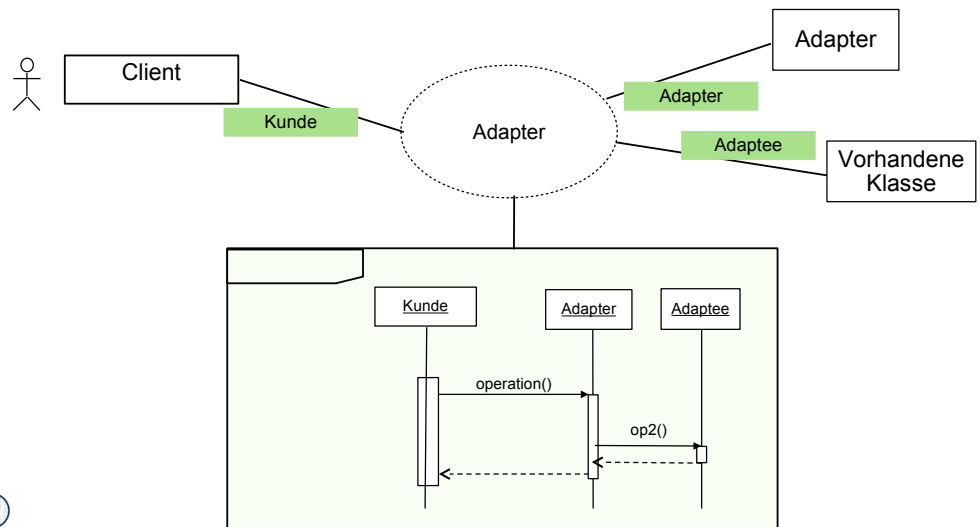 Client
Adapter
Kunde
Adapter
Adapter
Adaptee
Vorhandene
Klasse
Kunde
Adapter
Adaptee
operation()
op2()